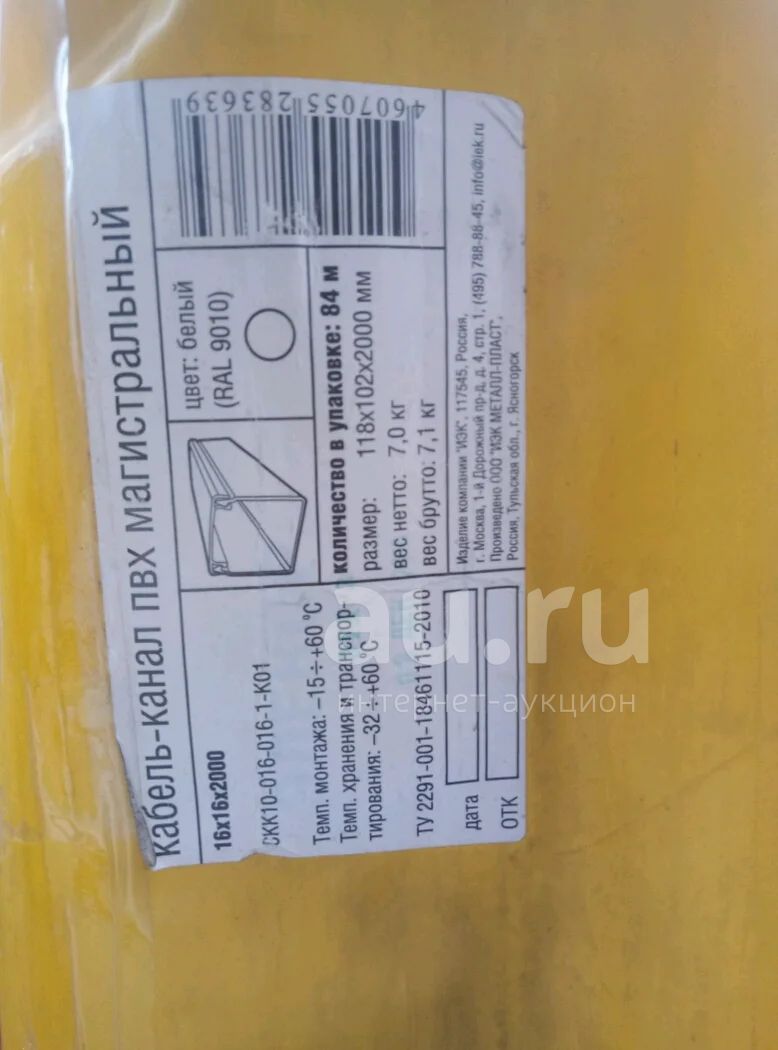 Кабель-канал ПВХ магистральный
16х16х2000
СКК10-016-016-1-К01
цвет: белый
(RAL 9010)
4607055 283639
Темп. монтажа: –15÷+60 °С
Темп. хранения и транспор-
тирования: –32÷+60 °С
ТУ 2291-001-18461115-2010
дата
ОТК
количество в упаковке: 84 м
размер: 118х102х2000 мм
вес нетто: 7,0 кг
вес брутто: 7,1 кг
Изделие компании "ИЭК", 117545, Россия,
г. Москва, 1-й Дорожный пр-д, д. 4, стр. 1, (495) 788-88-45, info@iek.ru
Произведено ООО "ИЭК МЕТАЛЛ-ПЛАСТ",
Россия, Тульская обл., г. Ясногорск
au.ru
интернет-аукцион